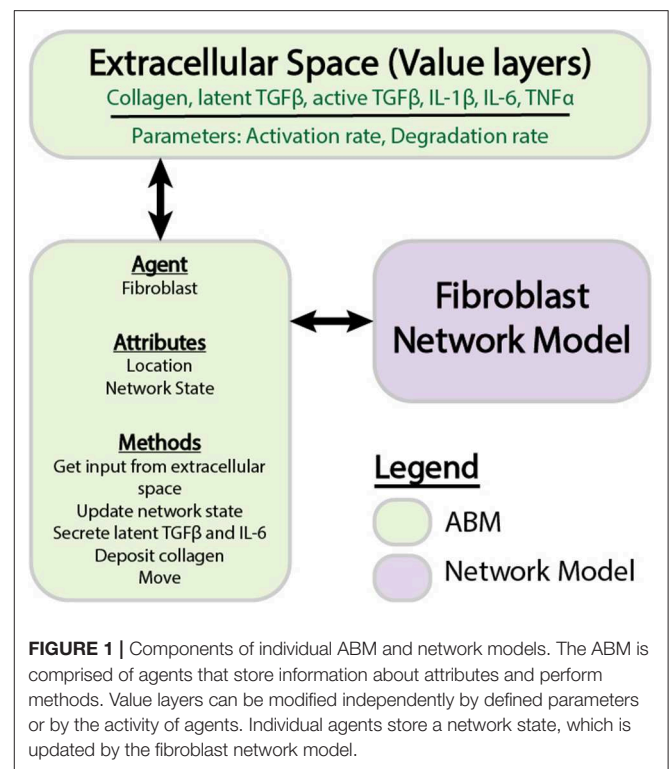 Extracellular Space (Value layers)
Collagen, latent TGFβ, active TGFβ, IL-1β, IL-6, TNFα
Parameters: Activation rate, Degradation rate
Agent
Fibroblast
Attributes
Location
Network State
Methods
Get input from extracellular
space
Update network state
Secrete latent TGFβ and IL-6
Deposit collagen
Move
Fibroblast
Network Model
Legend
ABM
Network Model
FIGURE 1 | Components of individual ABM and network models. The ABM is
comprised of agents that store information about attributes and perform
methods. Value layers can be modified independently by defined parameters
or by the activity of agents. Individual agents store a network state, which is
updated by the fibroblast network model.